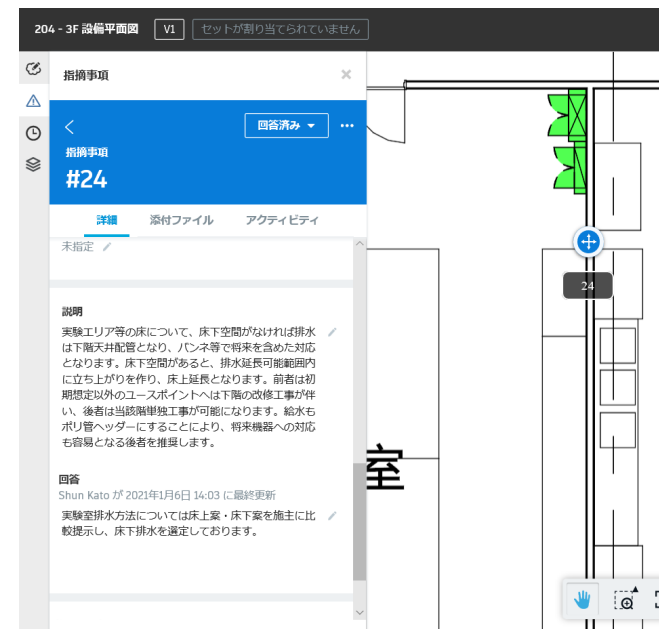 204 - 3F 設備平面図 V1 セットが割り当てられていません
指摘事項
回答済み
指摘事項
#24
詳細 添付ファイル アクティビティ
未指定
説明
実験エリア等の床について、床下空間がなければ排水
は下階天井配管となり、パンネ等で将来を含めた対応
となります。床下空間があると、排水延長可能範囲内
に立ち上がりを作り、床上延長となります。前者は初
期想定以外のユースポイントへは下階の改修工事が伴
い、後者は当該階単独工事が可能になります。給水も
ポリ管ヘッダーにすることにより、将来機器への対応
も容易となる後者を推奨します。
回答
Shun Kato が 2021年1月6日 14:03 に最終更新
実験室排水方法については床上案・床下案を施主に比
較提示し、床下排水を選定しております。
24
室